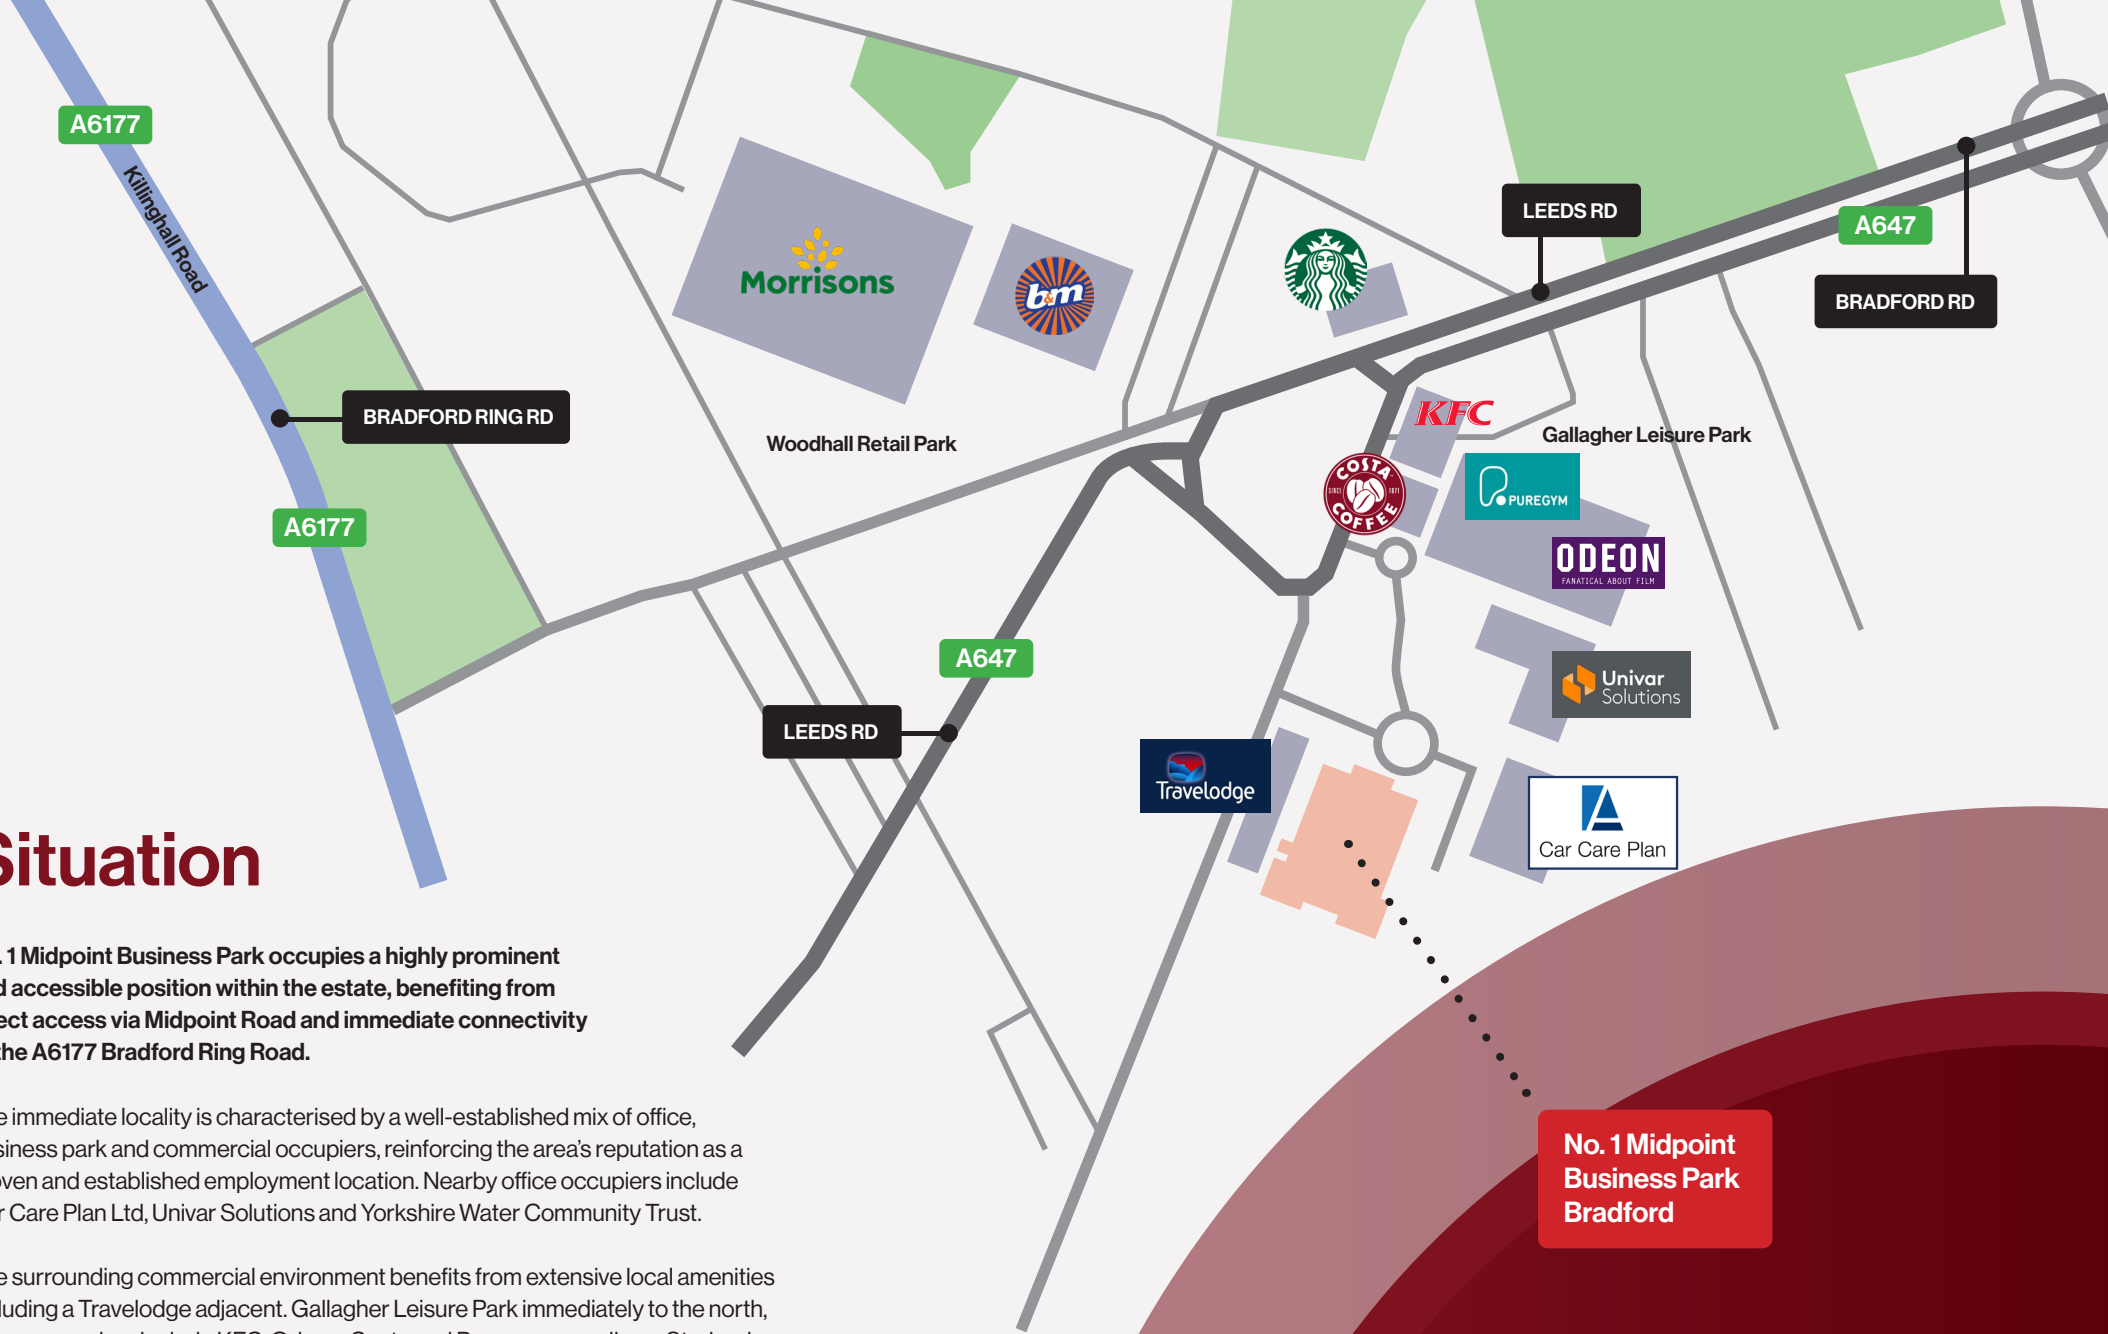 A6177
Killinghall Road
Morrisons
b&m
LEEDS RD
A647
BRADFORD RD
BRADFORD RING RD
Woodhall Retail Park
KFC
Gallagher Leisure Park
COSTA
SINCE 1971
COFFEE
PUREGYM
A6177
ODEON
FANATICAL ABOUT FILM
A647
Univar
Solutions
LEEDS RD
Travelodge
Car Care Plan
Situation
. 1 Midpoint Business Park occupies a highly prominent
d accessible position within the estate, benefiting from
ect access via Midpoint Road and immediate connectivity
the A6177 Bradford Ring Road.
e immediate locality is characterised by a well-established mix of office,
siness park and commercial occupiers, reinforcing the area's reputation as a
oven and established employment location. Nearby office occupiers include
r Care Plan Ltd, Univar Solutions and Yorkshire Water Community Trust.
e surrounding commercial environment benefits from extensive local amenities
luding a Travelodge adjacent. Gallagher Leisure Park immediately to the north,
No. 1 Midpoint
Business Park
Bradford